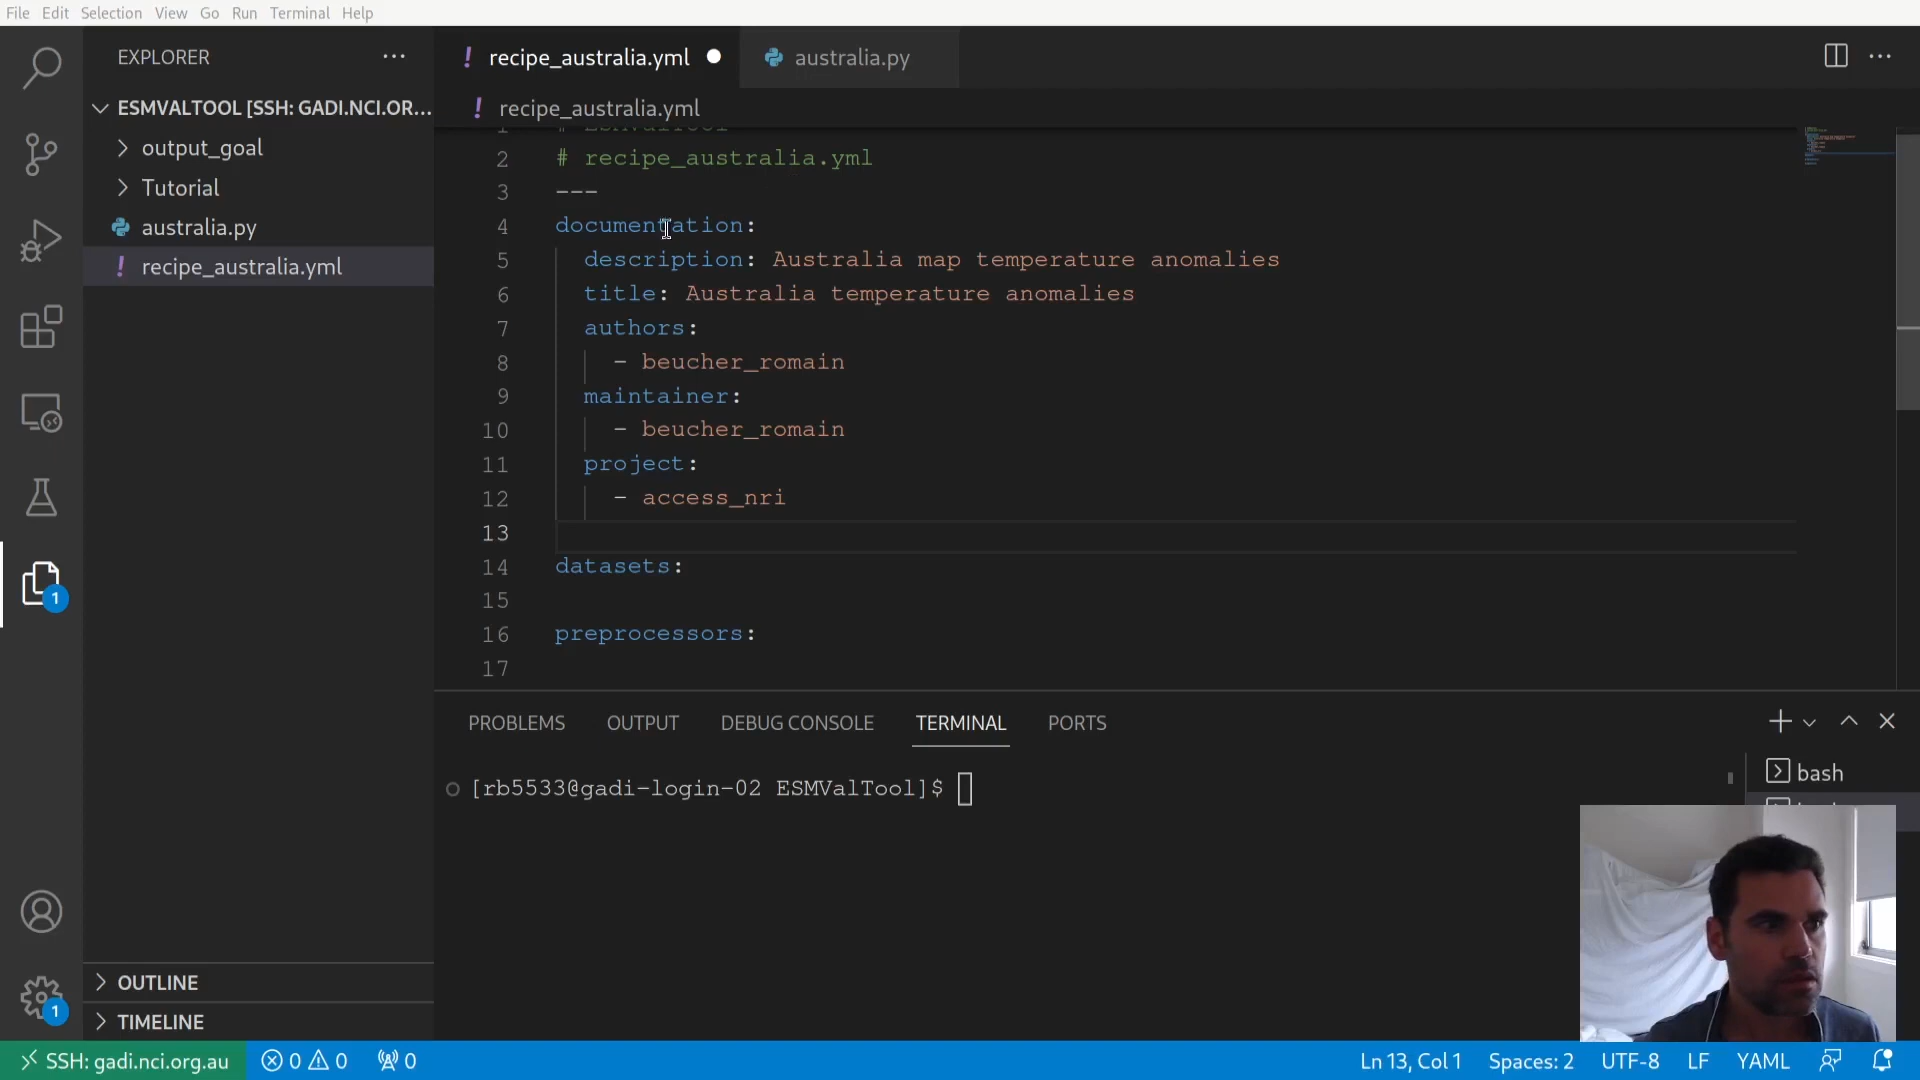 File Edit Selection View Go Run Terminal Help
EXPLORER
recipe_australia.yml
australia.py
ESMVALTOOL [SSH: GADI.NCI.OR...
recipe_australia.yml
output_goal
Tutorial
australia.py
recipe_australia.yml
1 # ESMValTool
2 # recipe_australia.yml
3 ---
4 documentation:
5 description: Australia map temperature anomalies
6 title: Australia temperature anomalies
7 authors:
8 - beucher_romain
9 maintainer:
10 - beucher_romain
11 project:
12 - access_nri
13
14 datasets:
15
16 preprocessors:
17
PROBLEMS OUTPUT DEBUG CONSOLE TERMINAL PORTS
[rb5533@gadi-login-02 ESMValTool]$
bash
1
OUTLINE
1
TIMELINE
SSH: gadi.nci.org.au 0 0 0 Ln 13, Col 1 Spaces: 2 UTF-8 LF YAML